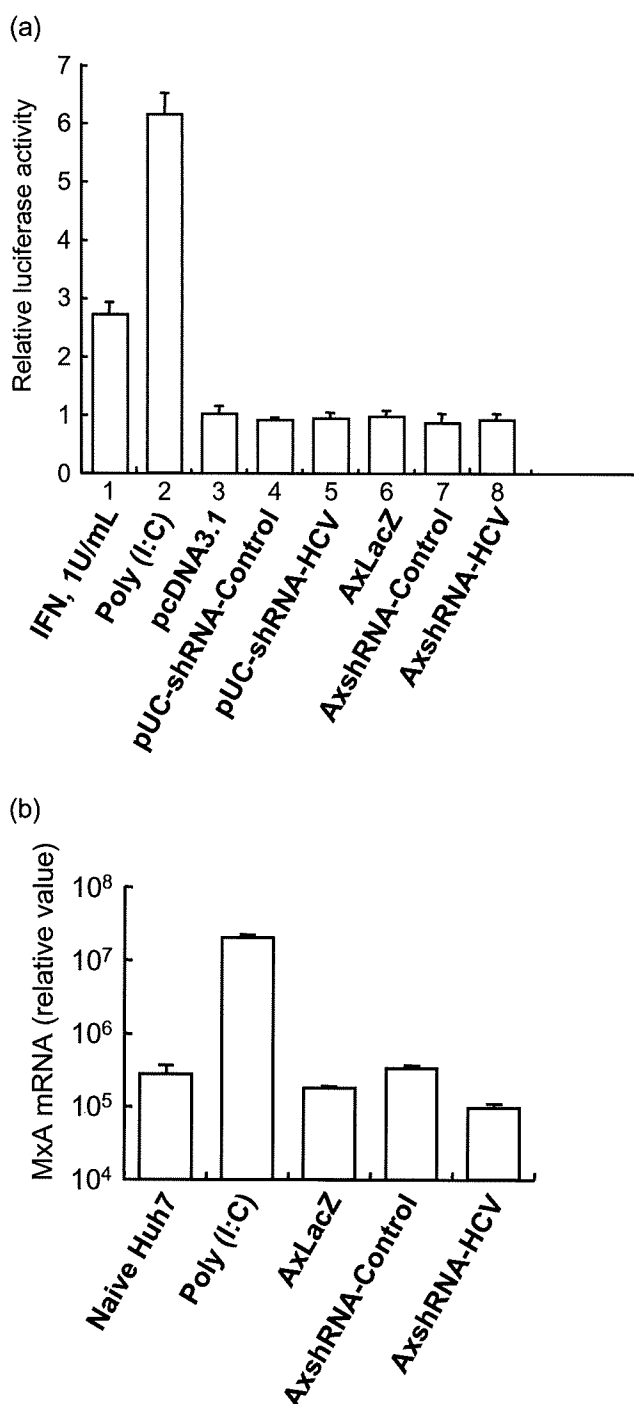 (a)
Relative luciferase activity
7
6
5
4
3
2
1
0
1 2 3 4 5 6 7 8
IFN, 1U/mL
Poly (I:C)
pcDNA3.1
pUC-shRNA-Control
pUC-shRNA-HCV
AxLacZ
AxshRNA-Control
AxshRNA-HCV
(b)
MxA mRNA (relative value)
10⁸
10⁷
10⁶
10⁵
10⁴
Naive Huh7
Poly (I:C)
AxLacZ
AxshRNA-Control
AxshRNA-HCV